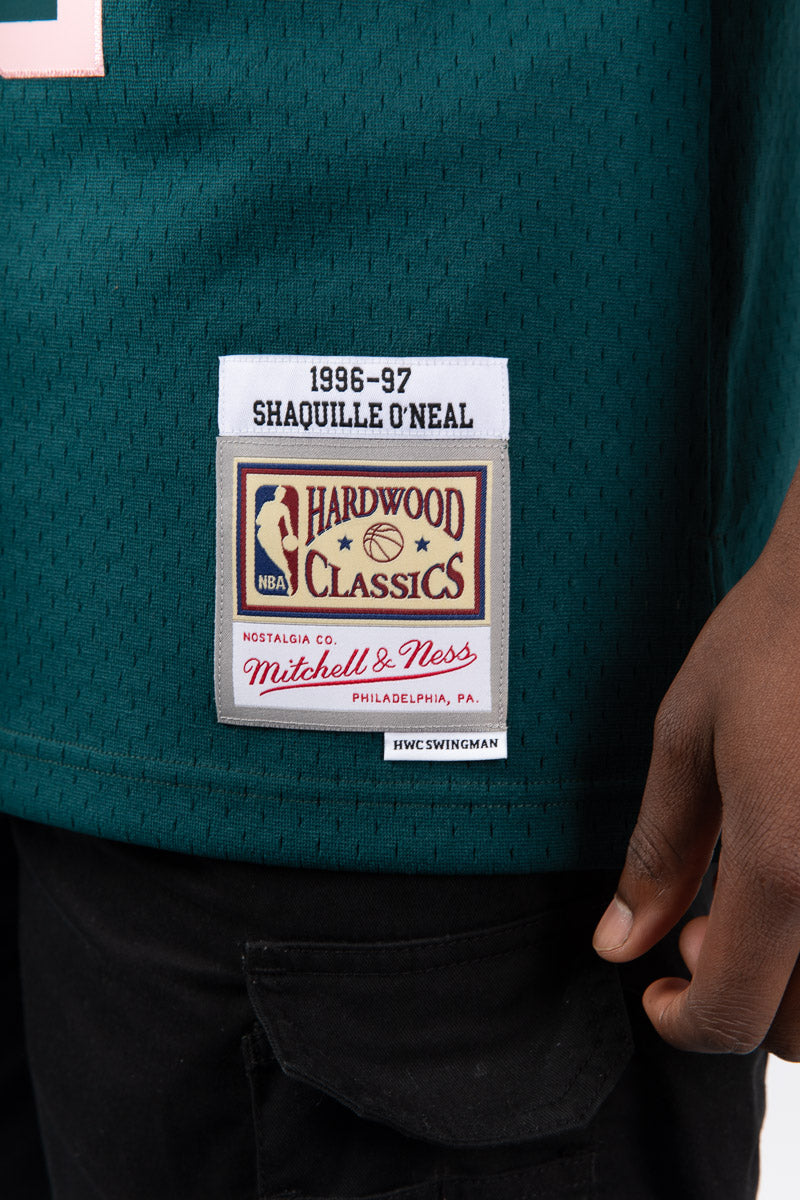 1996-97
SHAQUILLE O'NEAL
HARDWOOD
CLASSICS
NBA
NOSTALGIA CO.
Mitchell & Ness
PHILADELPHIA, PA.
HWC SWINGMAN